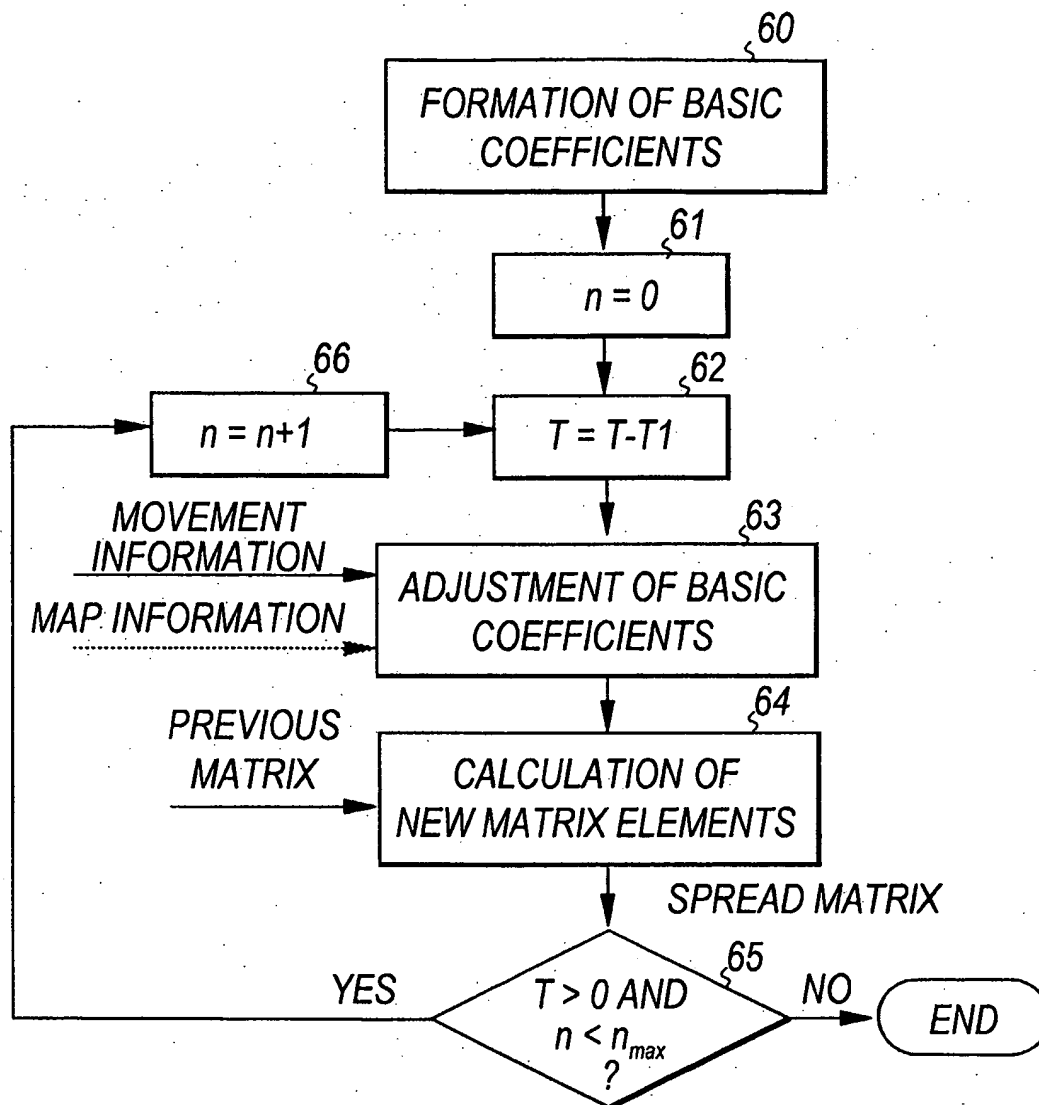 60
FORMATION OF BASIC
COEFFICIENTS
61
n = 0
66
n = n+1
62
T = T-T1
MOVEMENT
INFORMATION
MAP INFORMATION
63
ADJUSTMENT OF BASIC
COEFFICIENTS
PREVIOUS
MATRIX
64
CALCULATION OF
NEW MATRIX ELEMENTS
SPREAD MATRIX
65
YES
T > 0 AND
n < nmax
?
NO
END